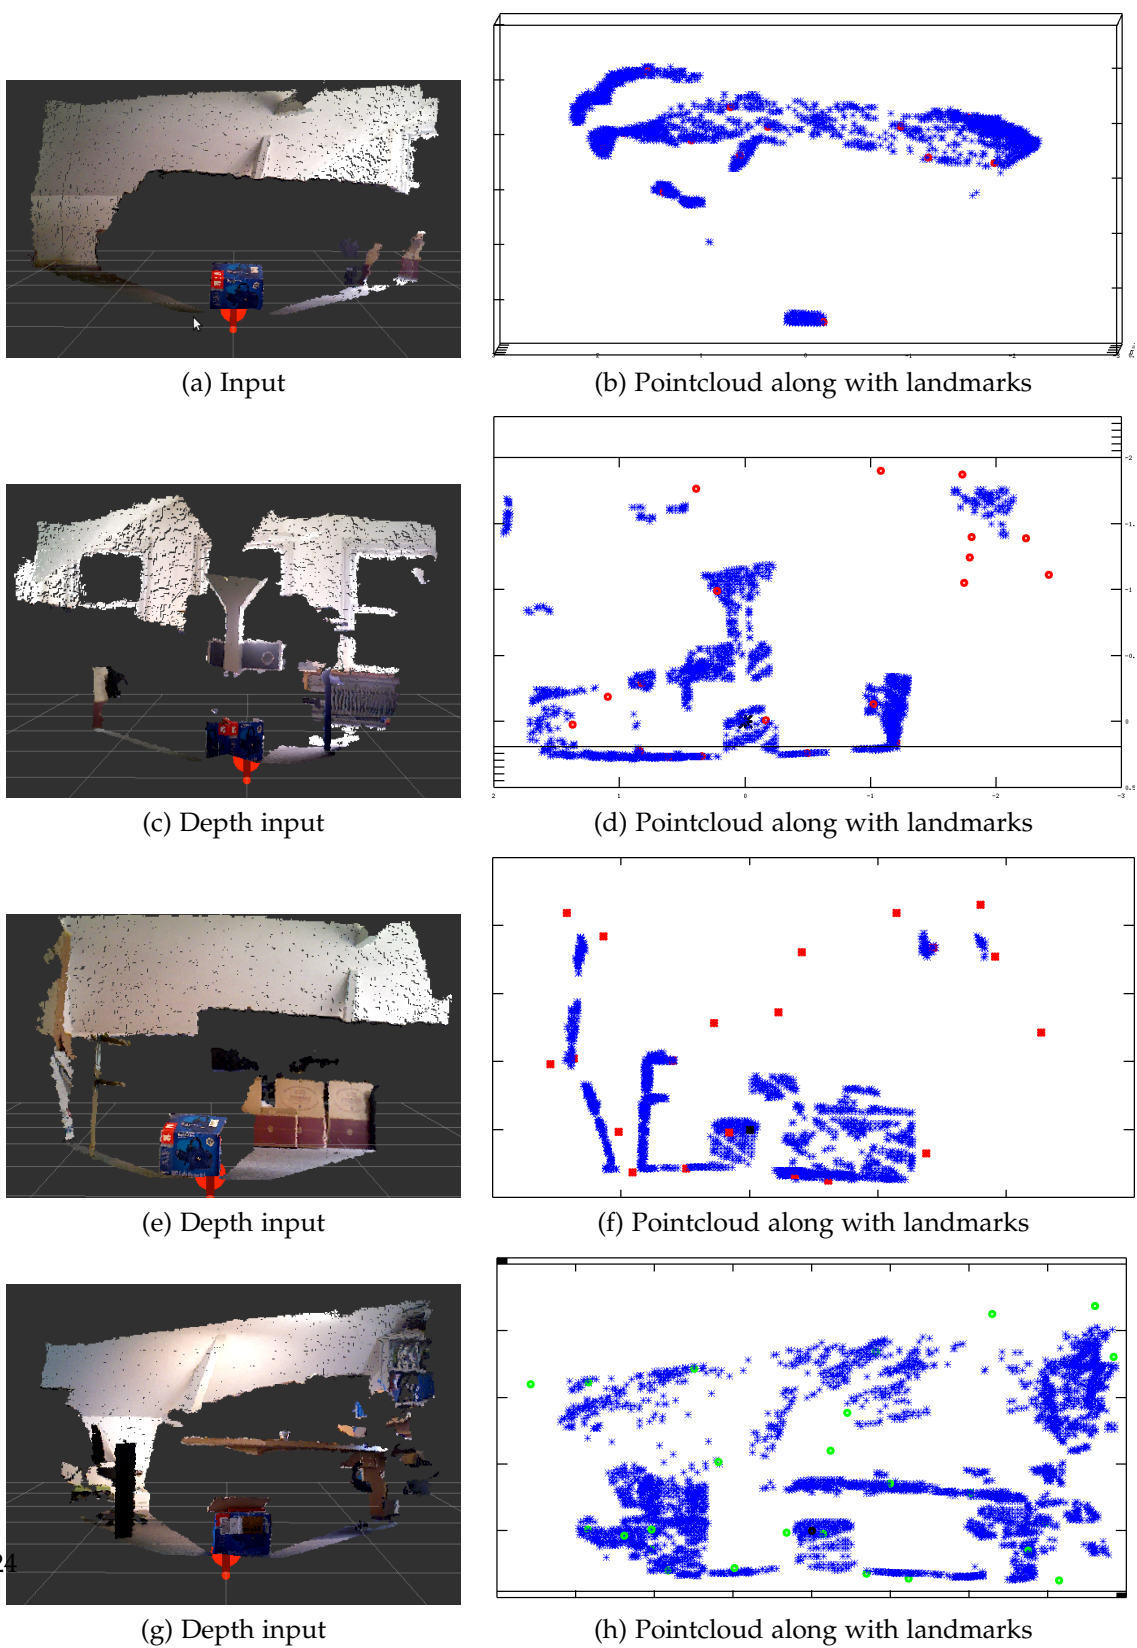 (a) Input
(b) Pointcloud along with landmarks
(c) Depth input
(d) Pointcloud along with landmarks
(e) Depth input
(f) Pointcloud along with landmarks
24
(g) Depth input
(h) Pointcloud along with landmarks